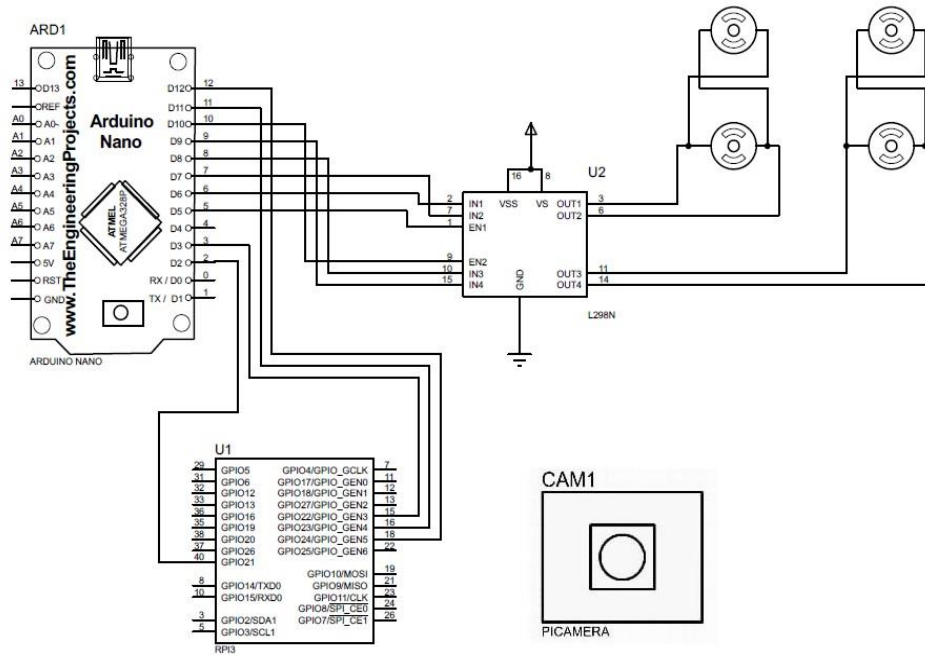 ARD1
www.TheEngineeringProjects.com
Arduino
Nano
ATMEL
ATMEGA328P
13 D13
REF
A0 A0
A1 A1
A2 A2
A3 A3
A4 A4
A5 A5
A6 A6
A7 A7
5V
RST
GND
D12 12
D11 11
D10 10
D9 9
D8 8
D7 7
D6 6
D5 5
D4 4
D3 3
D2 2
RX / D0 0
TX / D1 1
ARDUINO NANO
U2
16 8
VSS VS
2 IN1
7 IN2
1 EN1
9 EN2
10 IN3
15 IN4
GND
OUT1 3
OUT2 6
OUT3 11
OUT4 14
L298N
U1
29 GPIO5
31 GPIO6
32 GPIO12
33 GPIO13
36 GPIO16
35 GPIO19
38 GPIO20
37 GPIO26
40 GPIO21
8 GPIO14/TXD0
10 GPIO15/RXD0
3 GPIO2/SDA1
5 GPIO3/SCL1
GPIO4/GPIO_GCLK 7
GPIO17/GPIO_GEN0 11
GPIO18/GPIO_GEN1 12
GPIO27/GPIO_GEN2 13
GPIO22/GPIO_GEN3 15
GPIO23/GPIO_GEN4 16
GPIO24/GPIO_GEN5 18
GPIO25/GPIO_GEN6 22
GPIO10/MOSI 19
GPIO9/MISO 21
GPIO11/CLK 23
GPIO8/SPI_CE0 24
GPIO7/SPI_CE1 26
RPI3
CAM1
PICAMERA